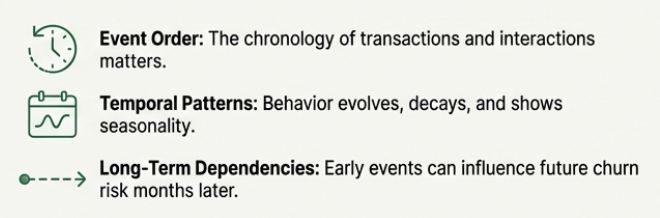 Event Order: The chronology of transactions and interactions
matters.
Temporal Patterns: Behavior evolves, decays, and shows
seasonality.
Long-Term Dependencies: Early events can influence future churn
risk months later.